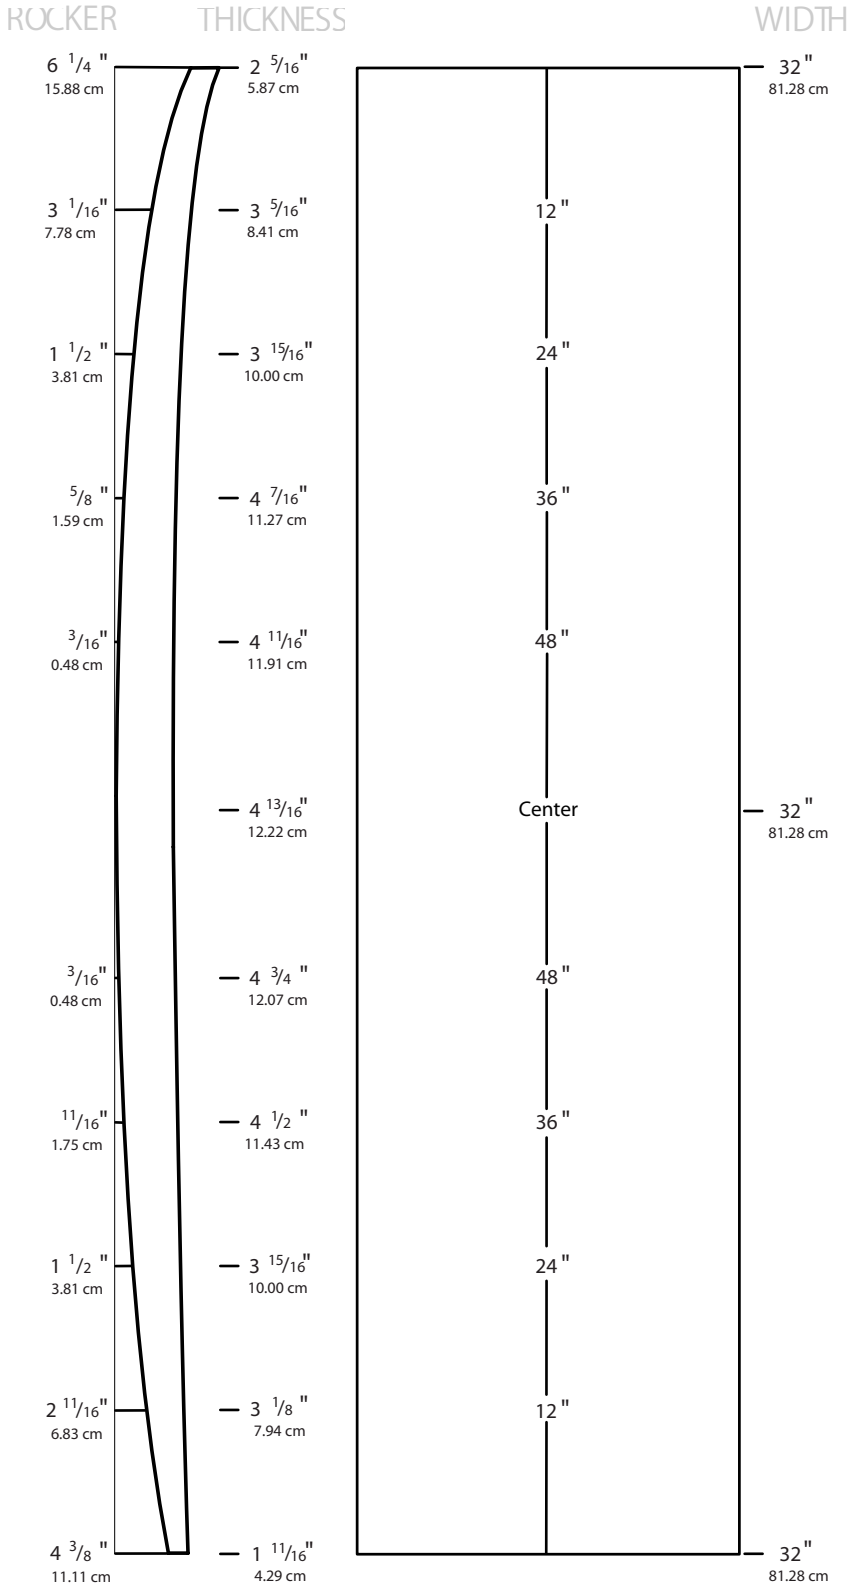 ROCKER THICKNESS WIDTH
6 1/4 " 2 5/16" 32 "
15.88 cm 5.87 cm 81.28 cm
3 1/16" 3 5/16" 12 "
7.78 cm 8.41 cm
1 1/2 " 3 15/16" 24 "
3.81 cm 10.00 cm
5/8 " 4 7/16" 36 "
1.59 cm 11.27 cm
3/16" 4 11/16" 48 "
0.48 cm 11.91 cm
4 13/16" Center 32 "
12.22 cm 81.28 cm
3/16" 4 3/4 " 48 "
0.48 cm 12.07 cm
11/16" 4 1/2 " 36 "
1.75 cm 11.43 cm
1 1/2 " 3 15/16" 24 "
3.81 cm 10.00 cm
2 11/16" 3 1/8 " 12 "
6.83 cm 7.94 cm
4 3/8 " 1 11/16" 32"
11.11 cm 4.29 cm 81.28 cm